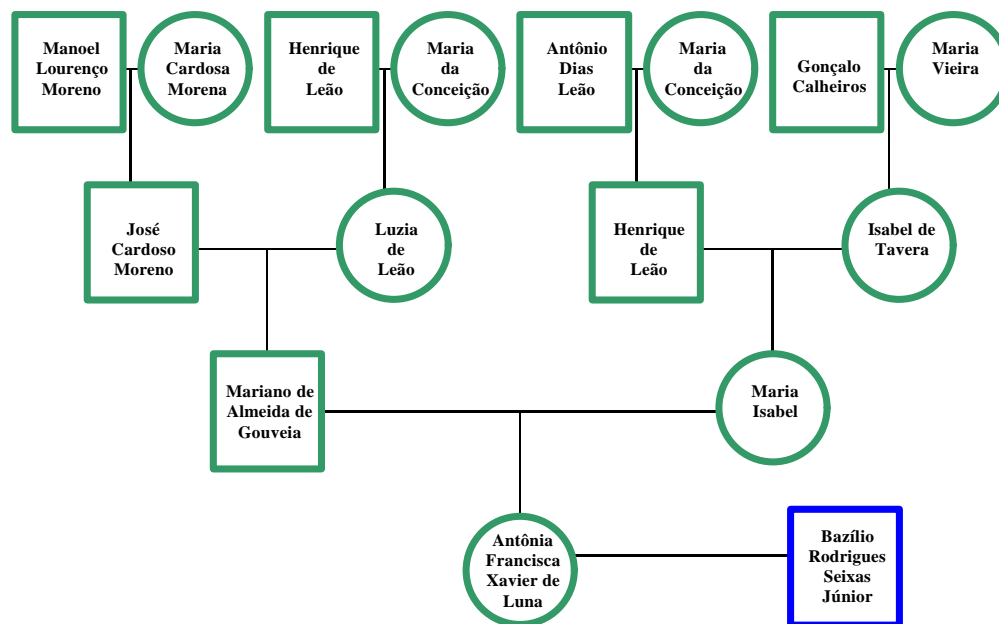 Manoel
Lourenço
Moreno
Maria
Cardosa
Morena
Henrique
de
Leão
Maria
da
Conceição
Antônio
Dias
Leão
Maria
da
Conceição
Gonçalo
Calheiros
Maria
Vieira
José
Cardoso
Moreno
Luzia
de
Leão
Henrique
de
Leão
Isabel de
Tavera
Mariano de
Almeida de
Gouveia
Maria
Isabel
Antônia
Francisca
Xavier de
Luna
Bazílio
Rodrigues
Seixas
Júnior